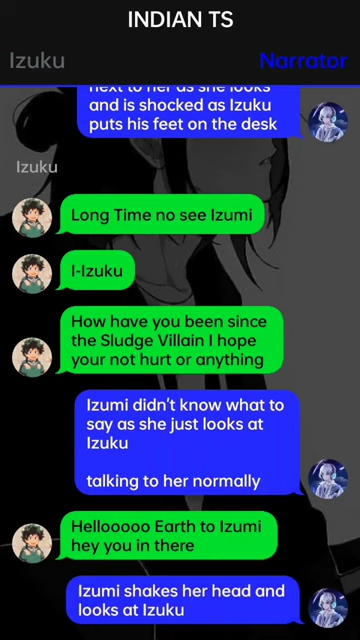 INDIAN TS
Izuku
Narrator
next to her as she looks
and is shocked as Izuku
puts his feet on the desk
Izuku
Long Time no see Izumi
I-Izuku
How have you been since
the Sludge Villain I hope
your not hurt or anything
Izumi didn't know what to
say as she just looks at
Izuku
talking to her normally
Hellooooo Earth to Izumi
hey you in there
Izumi shakes her head and
looks at Izuku